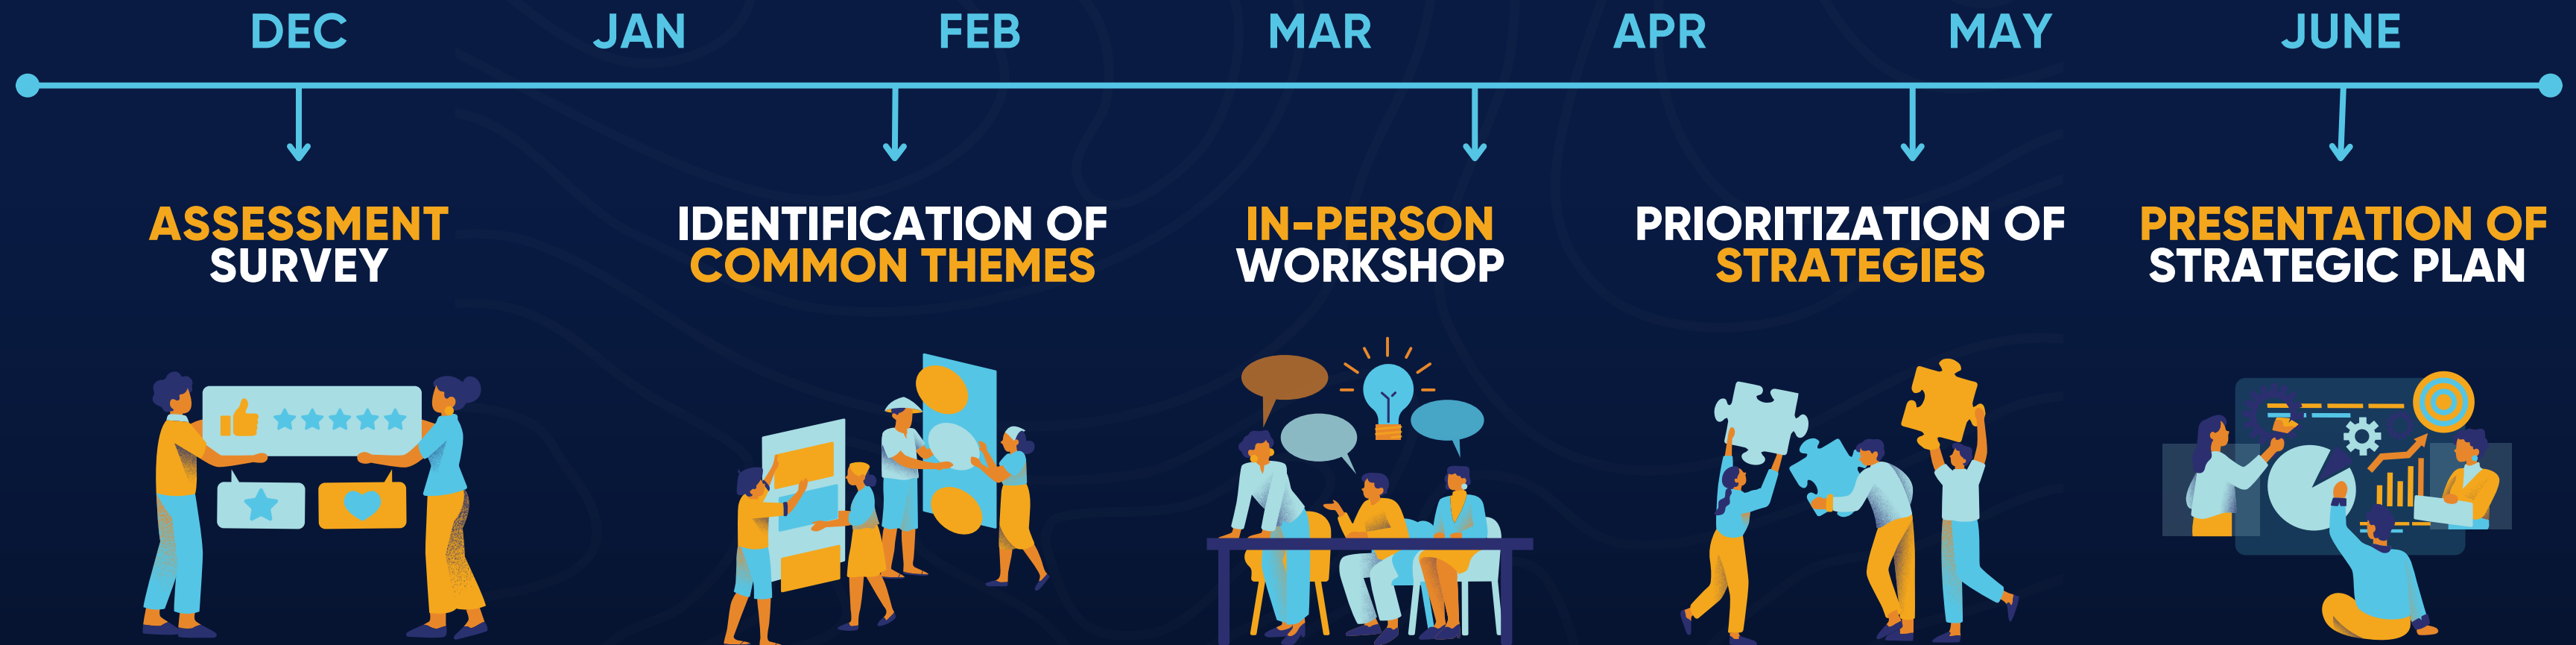 DEC JAN FEB MAR APR MAY JUNE
ASSESSMENT
SURVEY
IDENTIFICATION OF
COMMON THEMES
IN-PERSON
WORKSHOP
PRIORITIZATION OF
STRATEGIES
PRESENTATION OF
STRATEGIC PLAN